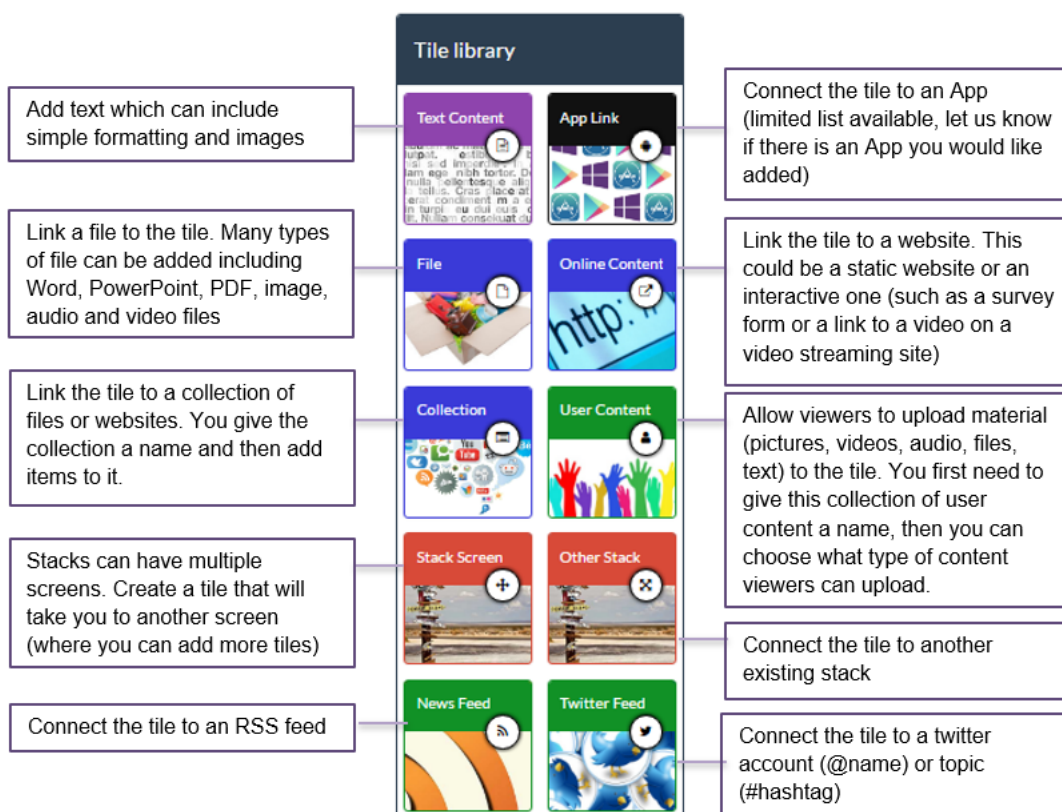 Tile library
Add text which can include
simple formatting and images
Text Content
App Link
Connect the tile to an App
(limited list available, let us know
if there is an App you would like
added)
Link a file to the tile. Many types
of file can be added including
Word, PowerPoint, PDF, image,
audio and video files
File
Online Content
http:
Link the tile to a website. This
could be a static website or an
interactive one (such as a survey
form or a link to a video on a
video streaming site)
Link the tile to a collection of
files or websites. You give the
collection a name and then add
items to it.
Collection
User Content
Allow viewers to upload material
(pictures, videos, audio, files,
text) to the tile. You first need to
give this collection of user
content a name, then you can
choose what type of content
viewers can upload.
Stacks can have multiple
screens. Create a tile that will
take you to another screen
(where you can add more tiles)
Stack Screen
Other Stack
Connect the tile to another
existing stack
Connect the tile to an RSS feed
News Feed
Twitter Feed
Connect the tile to a twitter
account (@name) or topic
(#hashtag)